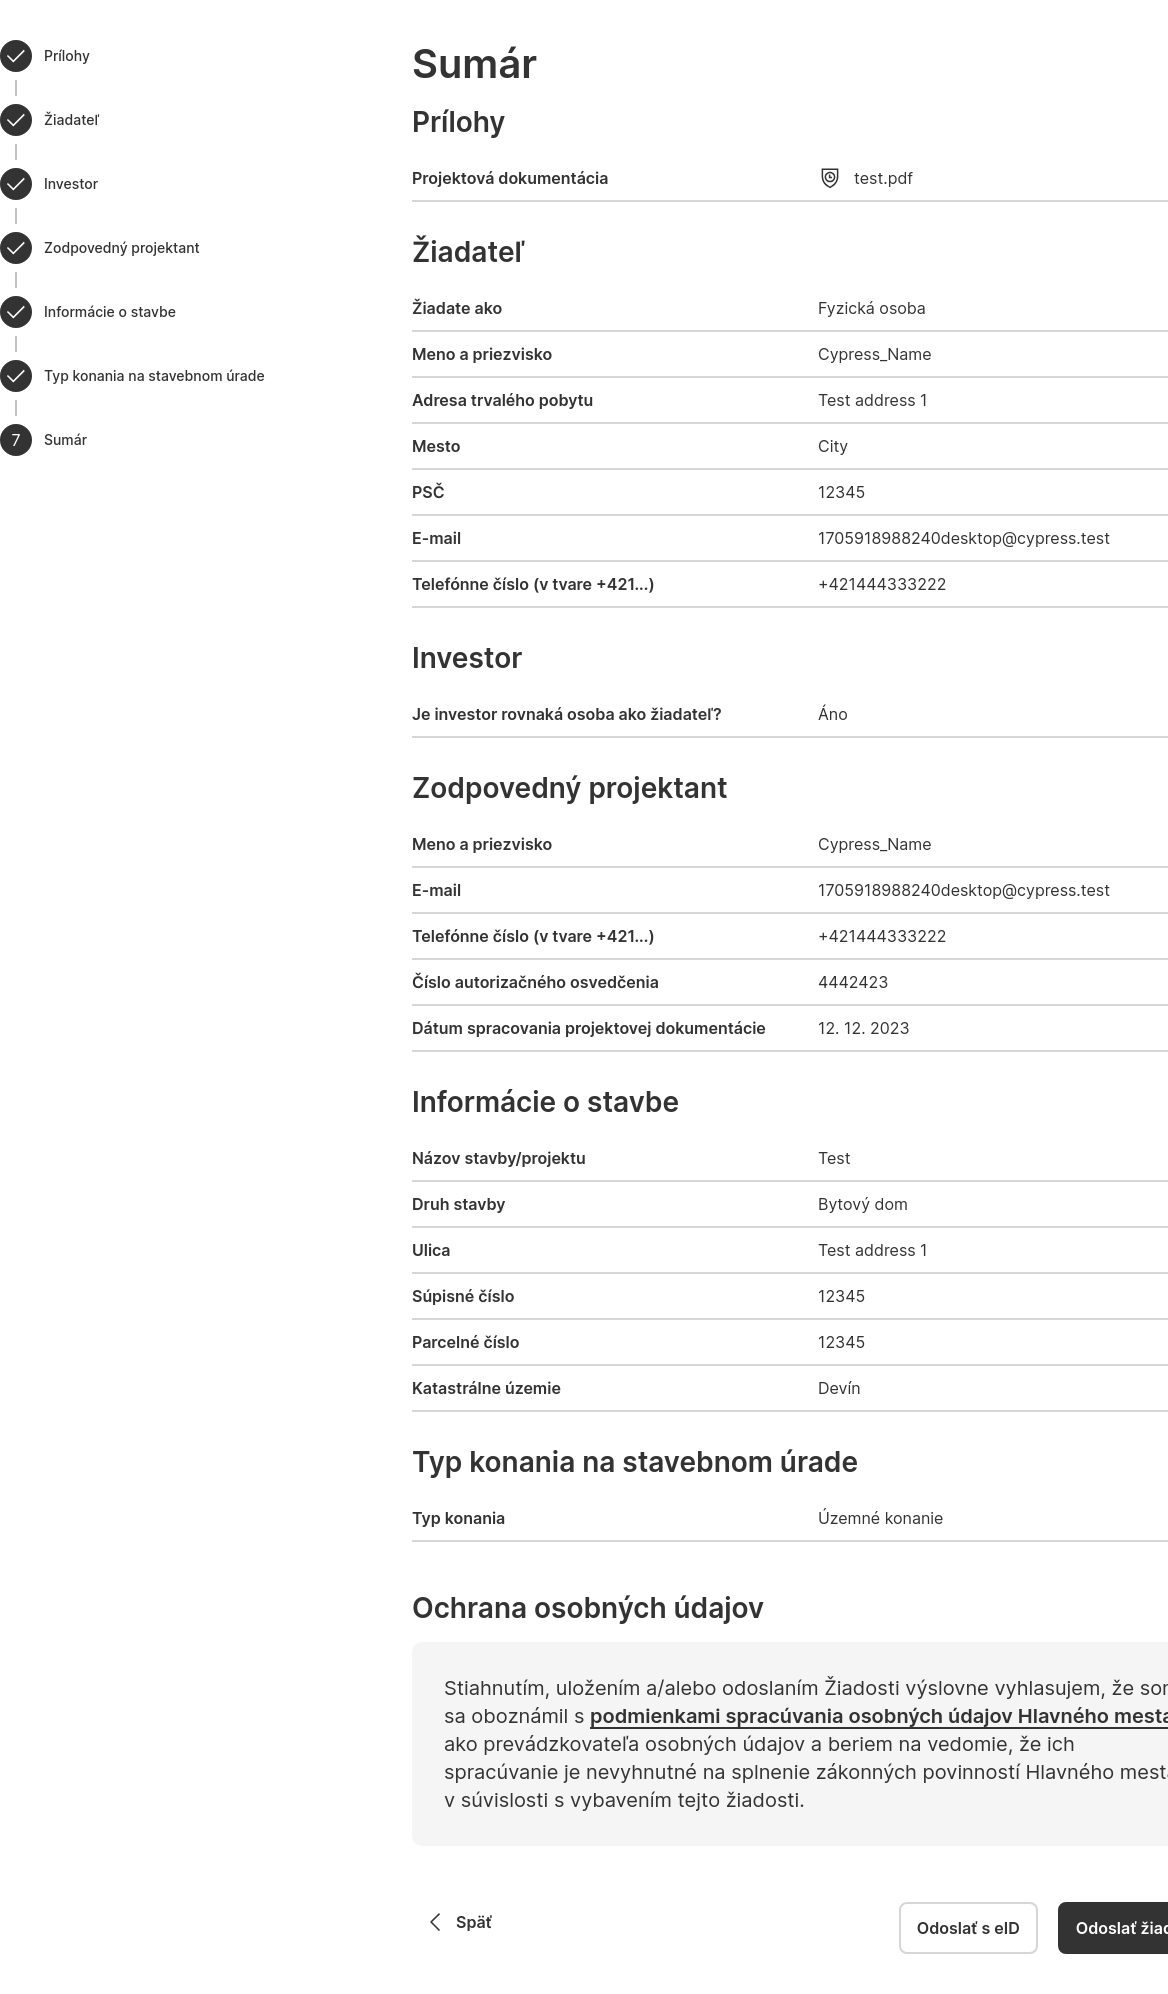 Prílohy
Žiadateľ
Investor
Zodpovedný projektant
Informácie o stavbe
Typ konania na stavebnom úrade
7 Sumár
Sumár
Prílohy
Projektová dokumentácia test.pdf
Žiadateľ
Žiadate ako Fyzická osoba
Meno a priezvisko Cypress_Name
Adresa trvalého pobytu Test address 1
Mesto City
PSČ 12345
E-mail 1705918988240desktop@cypress.test
Telefónne číslo (v tvare +421...) +421444333222
Investor
Je investor rovnaká osoba ako žiadateľ? Áno
Zodpovedný projektant
Meno a priezvisko Cypress_Name
E-mail 1705918988240desktop@cypress.test
Telefónne číslo (v tvare +421...) +421444333222
Číslo autorizačného osvedčenia 4442423
Dátum spracovania projektovej dokumentácie 12. 12. 2023
Informácie o stavbe
Názov stavby/projektu Test
Druh stavby Bytový dom
Ulica Test address 1
Súpisné číslo 12345
Parcelné číslo 12345
Katastrálne územie Devín
Typ konania na stavebnom úrade
Typ konania Územné konanie
Ochrana osobných údajov
Stiahnutím, uložením a/alebo odoslaním Žiadosti výslovne vyhlasujem, že
sa oboznámil s podmienkami spracúvania osobných údajov Hlavného mesta
ako prevádzkovateľa osobných údajov a beriem na vedomie, že ich
spracúvanie je nevyhnutné na splnenie zákonných povinností Hlavného mesta
v súvislosti s vybavením tejto žiadosti.
Späť
Odoslať s eID
Odoslať